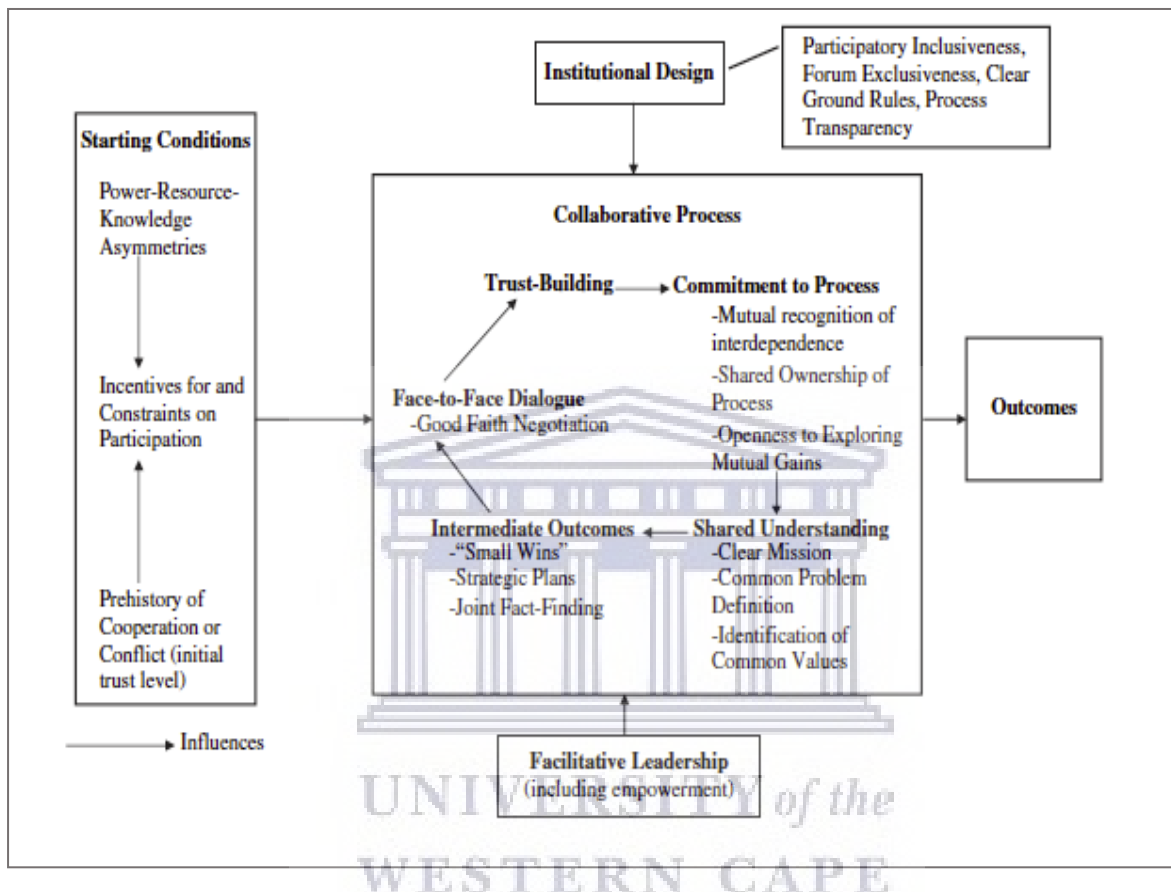 Institutional Design
Participatory Inclusiveness,
Forum Exclusiveness, Clear
Ground Rules, Process
Transparency
Starting Conditions
Power-Resource-
Knowledge
Asymmetries
Incentives for and
Constraints on
Participation
Prehistory of
Cooperation or
Conflict (initial
trust level)
Influences
Collaborative Process
Trust-Building
Commitment to Process
-Mutual recognition of
interdependence
-Shared Ownership of
Process
-Openness to Exploring
Mutual Gains
Face-to-Face Dialogue
-Good Faith Negotiation
Intermediate Outcomes
-“Small Wins”
-Strategic Plans
-Joint Fact-Finding
Shared Understanding
-Clear Mission
-Common Problem
Definition
-Identification of
Common Values
Outcomes
Facilitative Leadership
(including empowerment)
UNIVERSITY of the
WESTERN CAPE